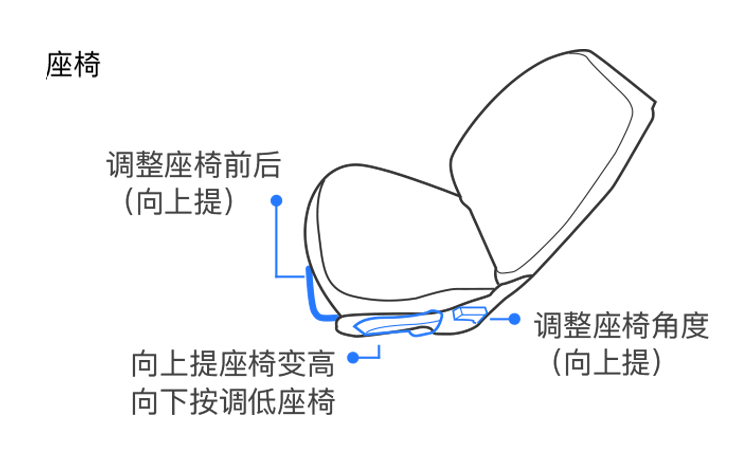 座椅
调整座椅前后
（向上提）
调整座椅角度
（向上提）
向上提座椅变高
向下按调低座椅